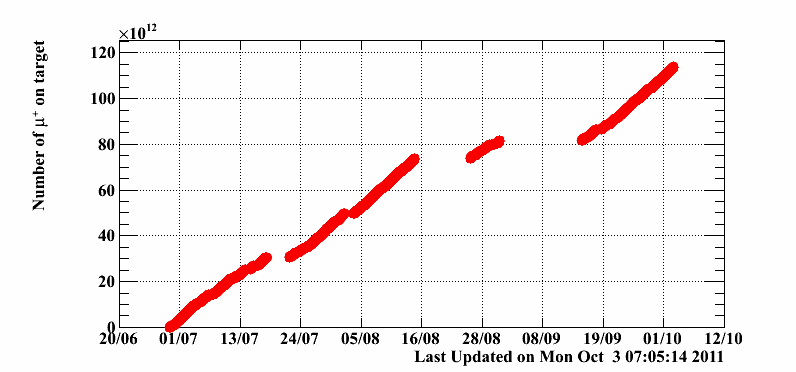 ×10¹²
Number of μ⁺ on target
120
100
80
60
40
20
0
20/06 01/07 13/07 24/07 05/08 16/08 28/08 08/09 19/09 01/10 12/10
Last Updated on Mon Oct  3 07:05:14 2011